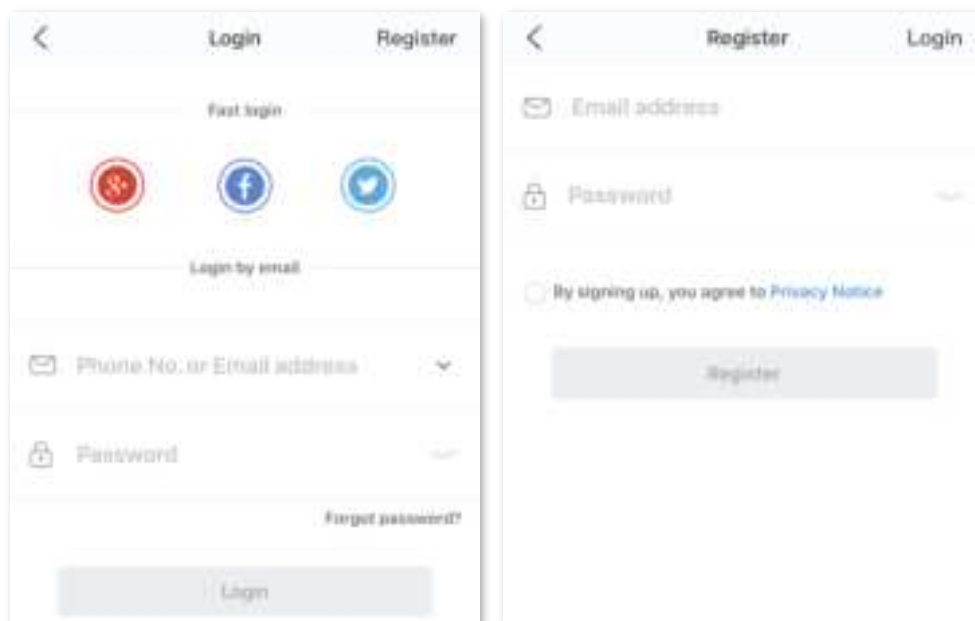 Login Register
Fast login
Login by email
Phone No. or Email address
Password
Forgot password?
Login
Register Login
Email address
Password
By signing up, you agree to Privacy Notice
Register